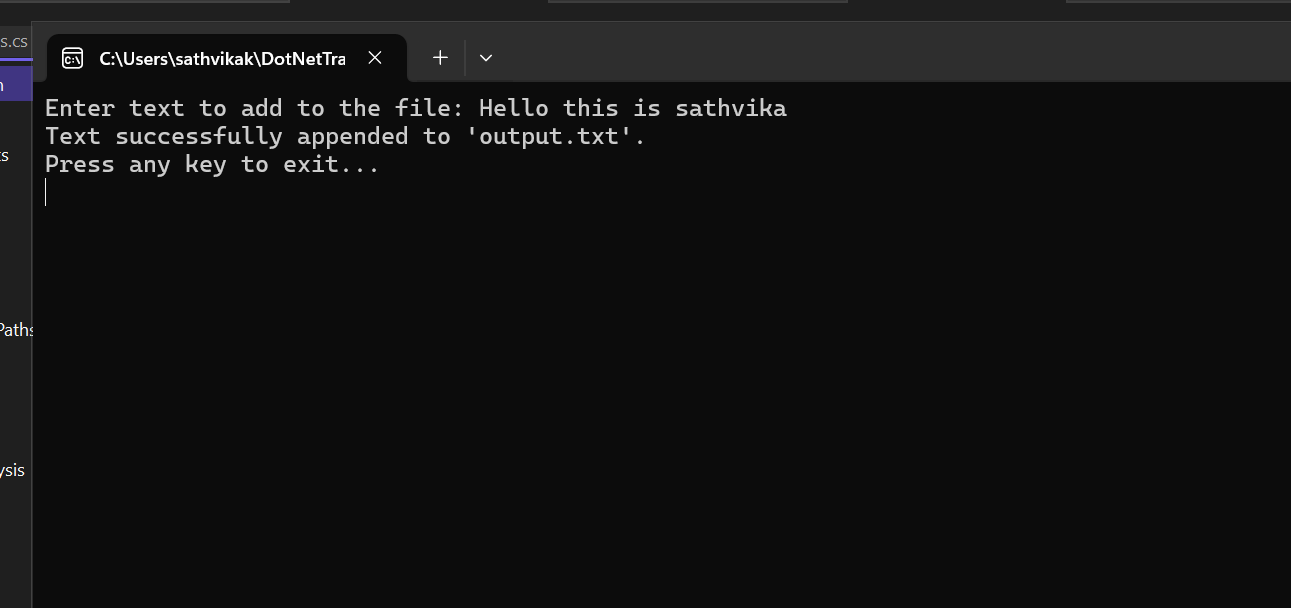 s.cs
C:\Users\sathvikak\DotNetTra
Enter text to add to the file: Hello this is sathvika
Text successfully appended to 'output.txt'.
Press any key to exit...
Paths
ysis